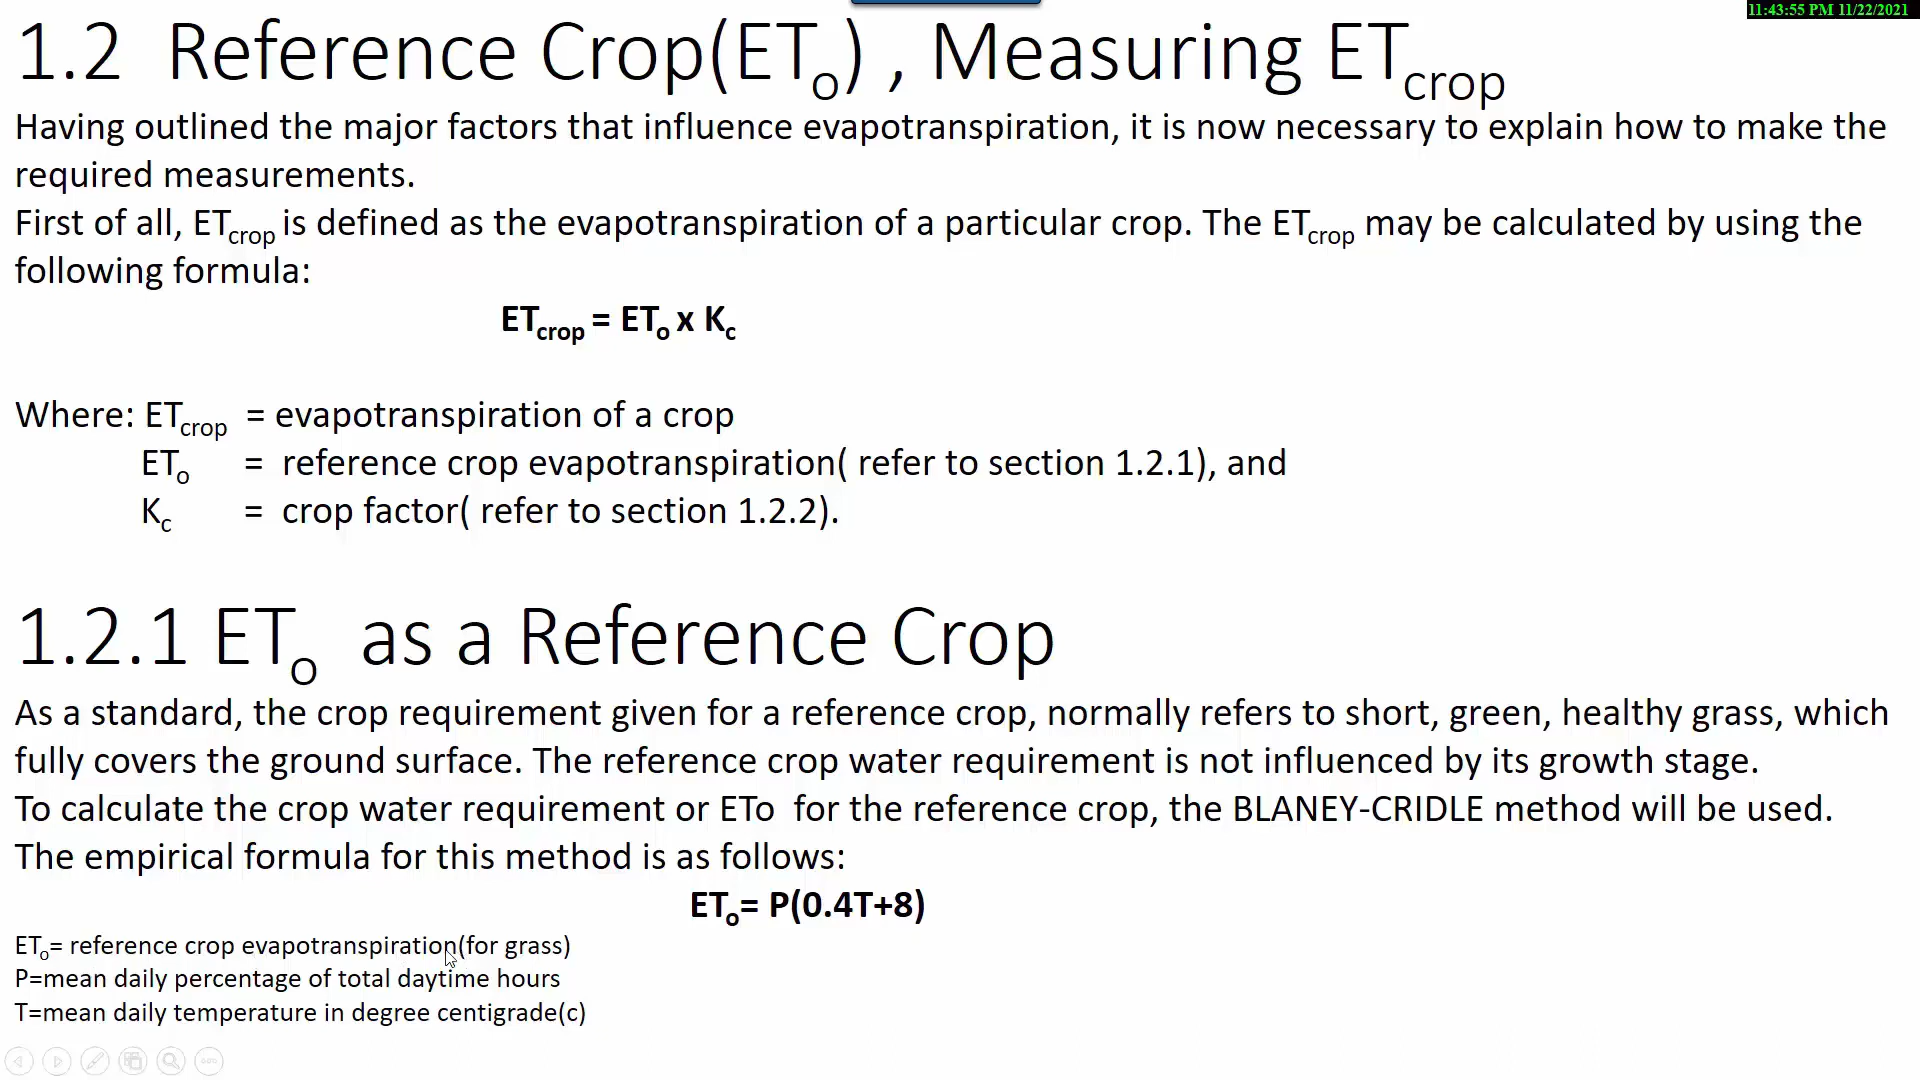 11:43:55 PM 11/22/2021
1.2 Reference Crop(ETo) , Measuring ETcrop
Having outlined the major factors that influence evapotranspiration, it is now necessary to explain how to make the
required measurements.
First of all, ETcrop is defined as the evapotranspiration of a particular crop. The ETcrop may be calculated by using the
following formula:
ETcrop = ETo x Kc
Where: ETcrop = evapotranspiration of a crop
ETo = reference crop evapotranspiration( refer to section 1.2.1), and
Kc = crop factor( refer to section 1.2.2).
1.2.1 ETo as a Reference Crop
As a standard, the crop requirement given for a reference crop, normally refers to short, green, healthy grass, which
fully covers the ground surface. The reference crop water requirement is not influenced by its growth stage.
To calculate the crop water requirement or ETo for the reference crop, the BLANEY-CRIDLE method will be used.
The empirical formula for this method is as follows:
ETo= P(0.4T+8)
ETo= reference crop evapotranspiration(for grass)
P=mean daily percentage of total daytime hours
T=mean daily temperature in degree centigrade(c)